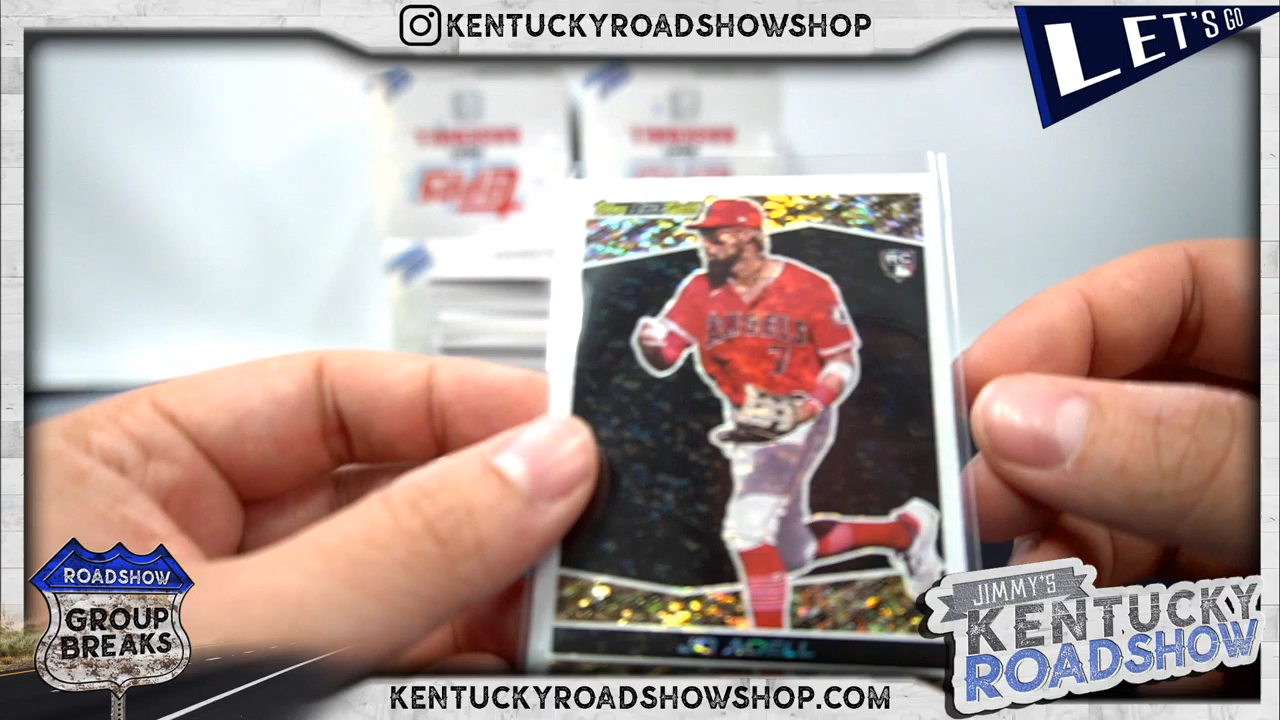 KENTUCKYROADSHOWSHOP
LET'S GO
RC
ANGELS
7
JO ADELL
ROADSHOW
GROUP
BREAKS
JIMMY'S
KENTUCKY
ROADSHOW
KENTUCKYROADSHOWSHOP.COM